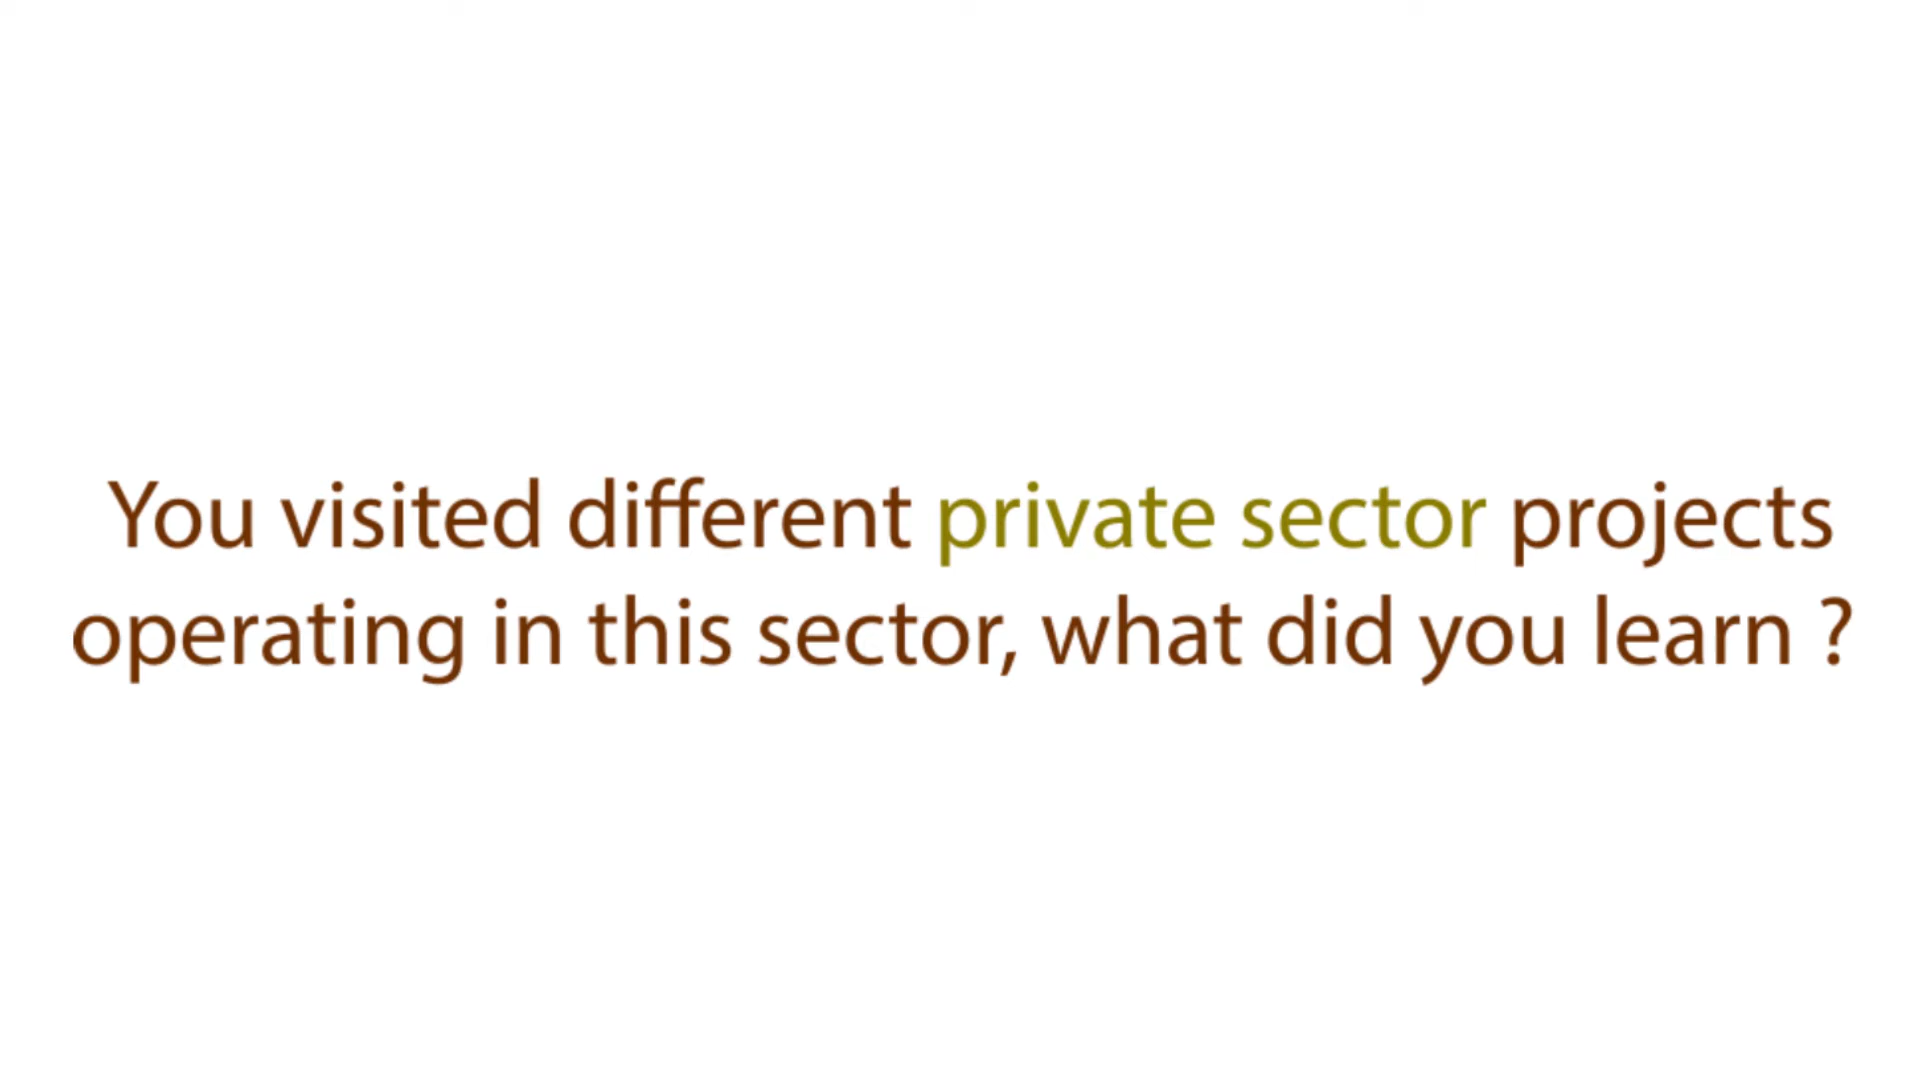 You visited different private sector projects
operating in this sector, what did you learn ?